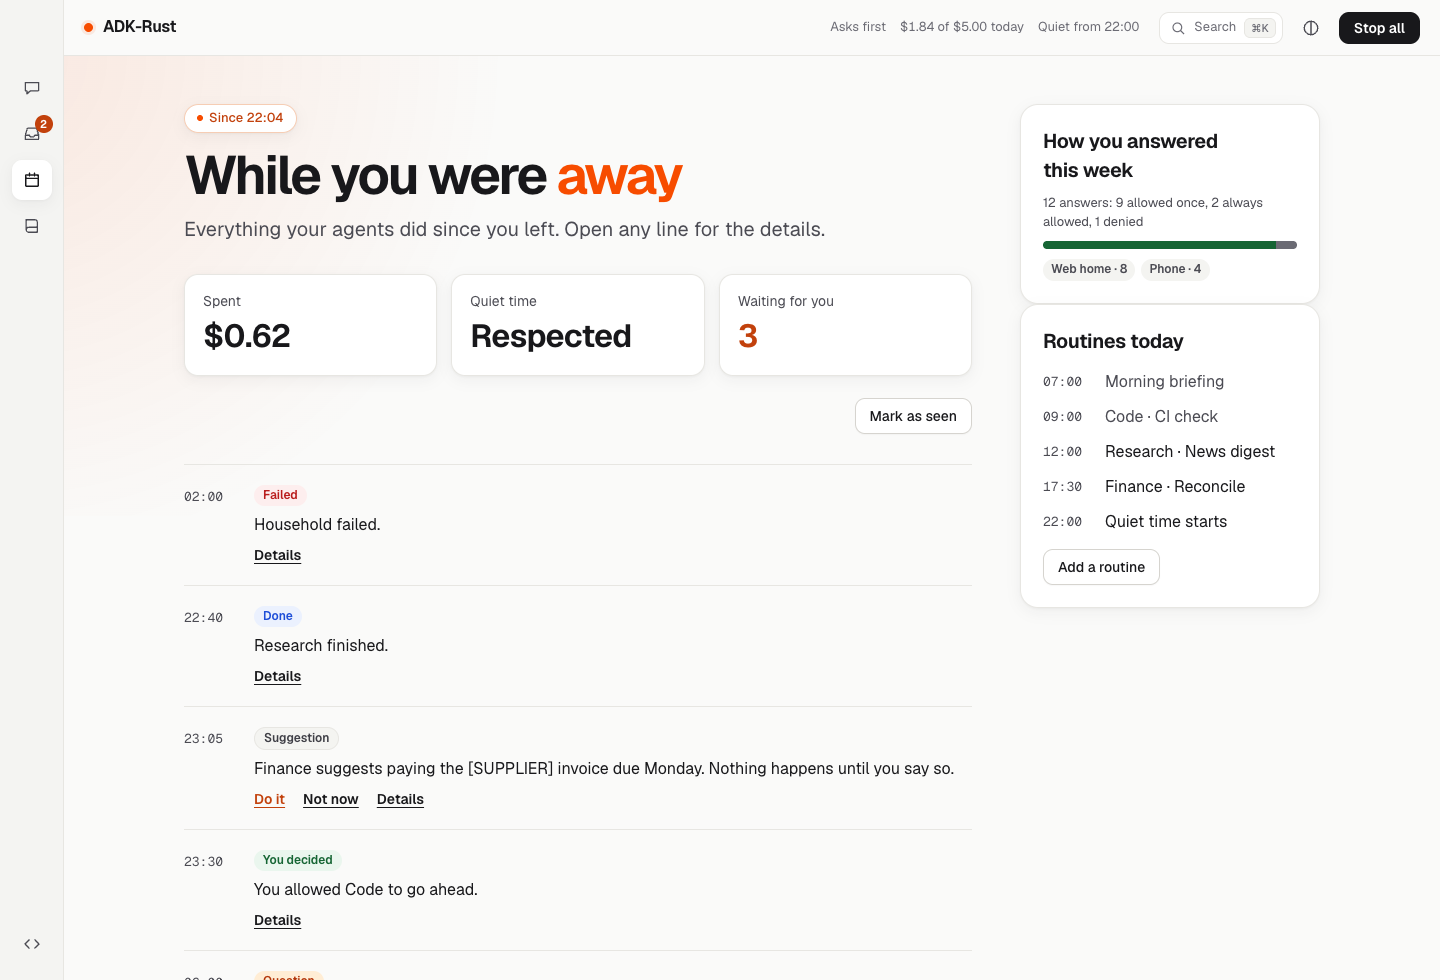 ADK-Rust
Asks first
$1.84 of $5.00 today
Quiet from 22:00
Search
⌘K
Stop all
2
Since 22:04
While you were away
Everything your agents did since you left. Open any line for the details.
Spent
$0.62
Quiet time
Respected
Waiting for you
3
Mark as seen
02:00
Failed
Household failed.
Details
22:40
Done
Research finished.
Details
23:05
Suggestion
Finance suggests paying the [SUPPLIER] invoice due Monday. Nothing happens until you say so.
Do it
Not now
Details
23:30
You decided
You allowed Code to go ahead.
Details
Question
How you answered
this week
12 answers: 9 allowed once, 2 always
allowed, 1 denied
Web home · 8
Phone · 4
Routines today
07:00
Morning briefing
09:00
Code · CI check
12:00
Research · News digest
17:30
Finance · Reconcile
22:00
Quiet time starts
Add a routine